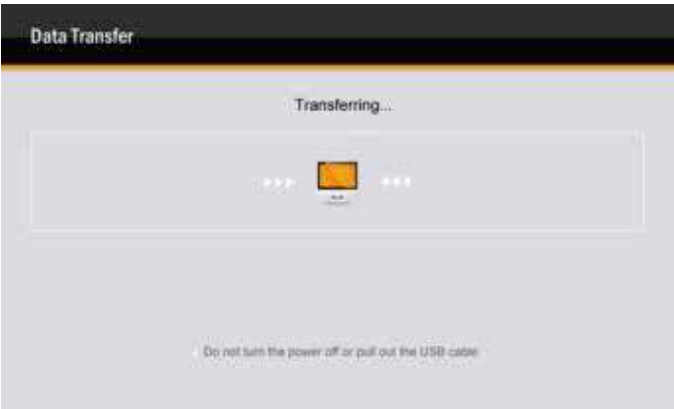 Data Transfer
Transferring...
Do not turn the power off or pull out the USB cable